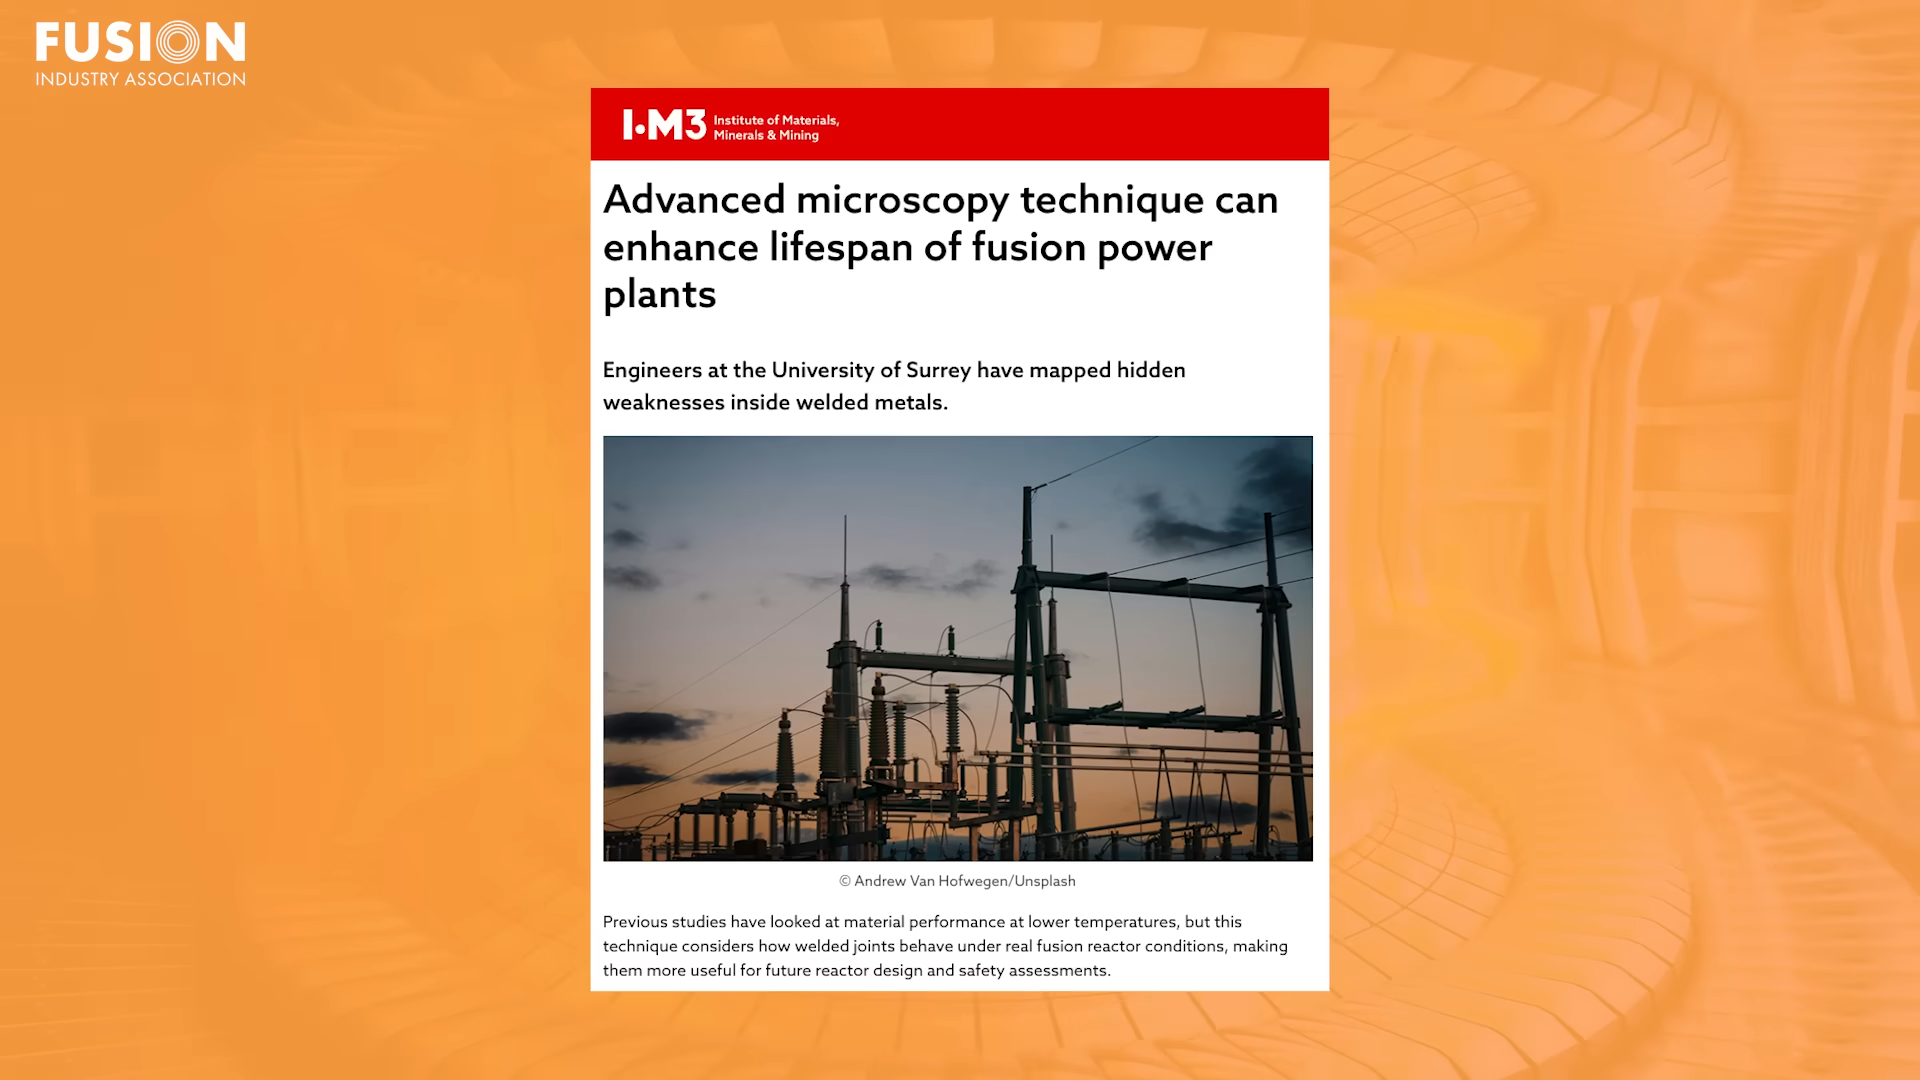 FUSION
INDUSTRY ASSOCIATION
I•M3 Institute of Materials,
Minerals & Mining
Advanced microscopy technique can
enhance lifespan of fusion power
plants
Engineers at the University of Surrey have mapped hidden
weaknesses inside welded metals.
© Andrew Van Hofwegen/Unsplash
Previous studies have looked at material performance at lower temperatures, but this
technique considers how welded joints behave under real fusion reactor conditions, making
them more useful for future reactor design and safety assessments.